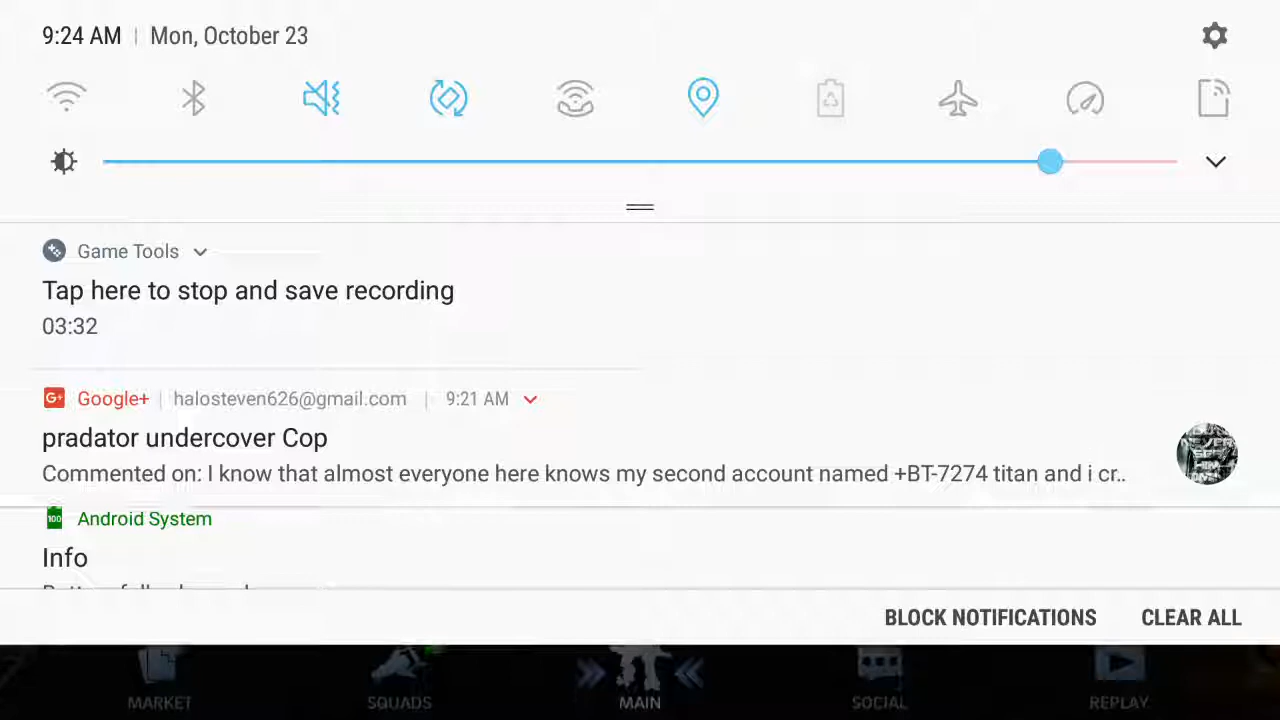 9:24 AM | Mon, October 23
Game Tools
Tap here to stop and save recording
03:32
G+ Google+ | halosteven626@gmail.com | 9:21 AM
pradator undercover Cop
Commented on: I know that almost everyone here knows my second account named +BT-7274 titan and i cr..
100 Android System
Info
BLOCK NOTIFICATIONS CLEAR ALL
MARKET SQUADS MAIN SOCIAL REPLAY